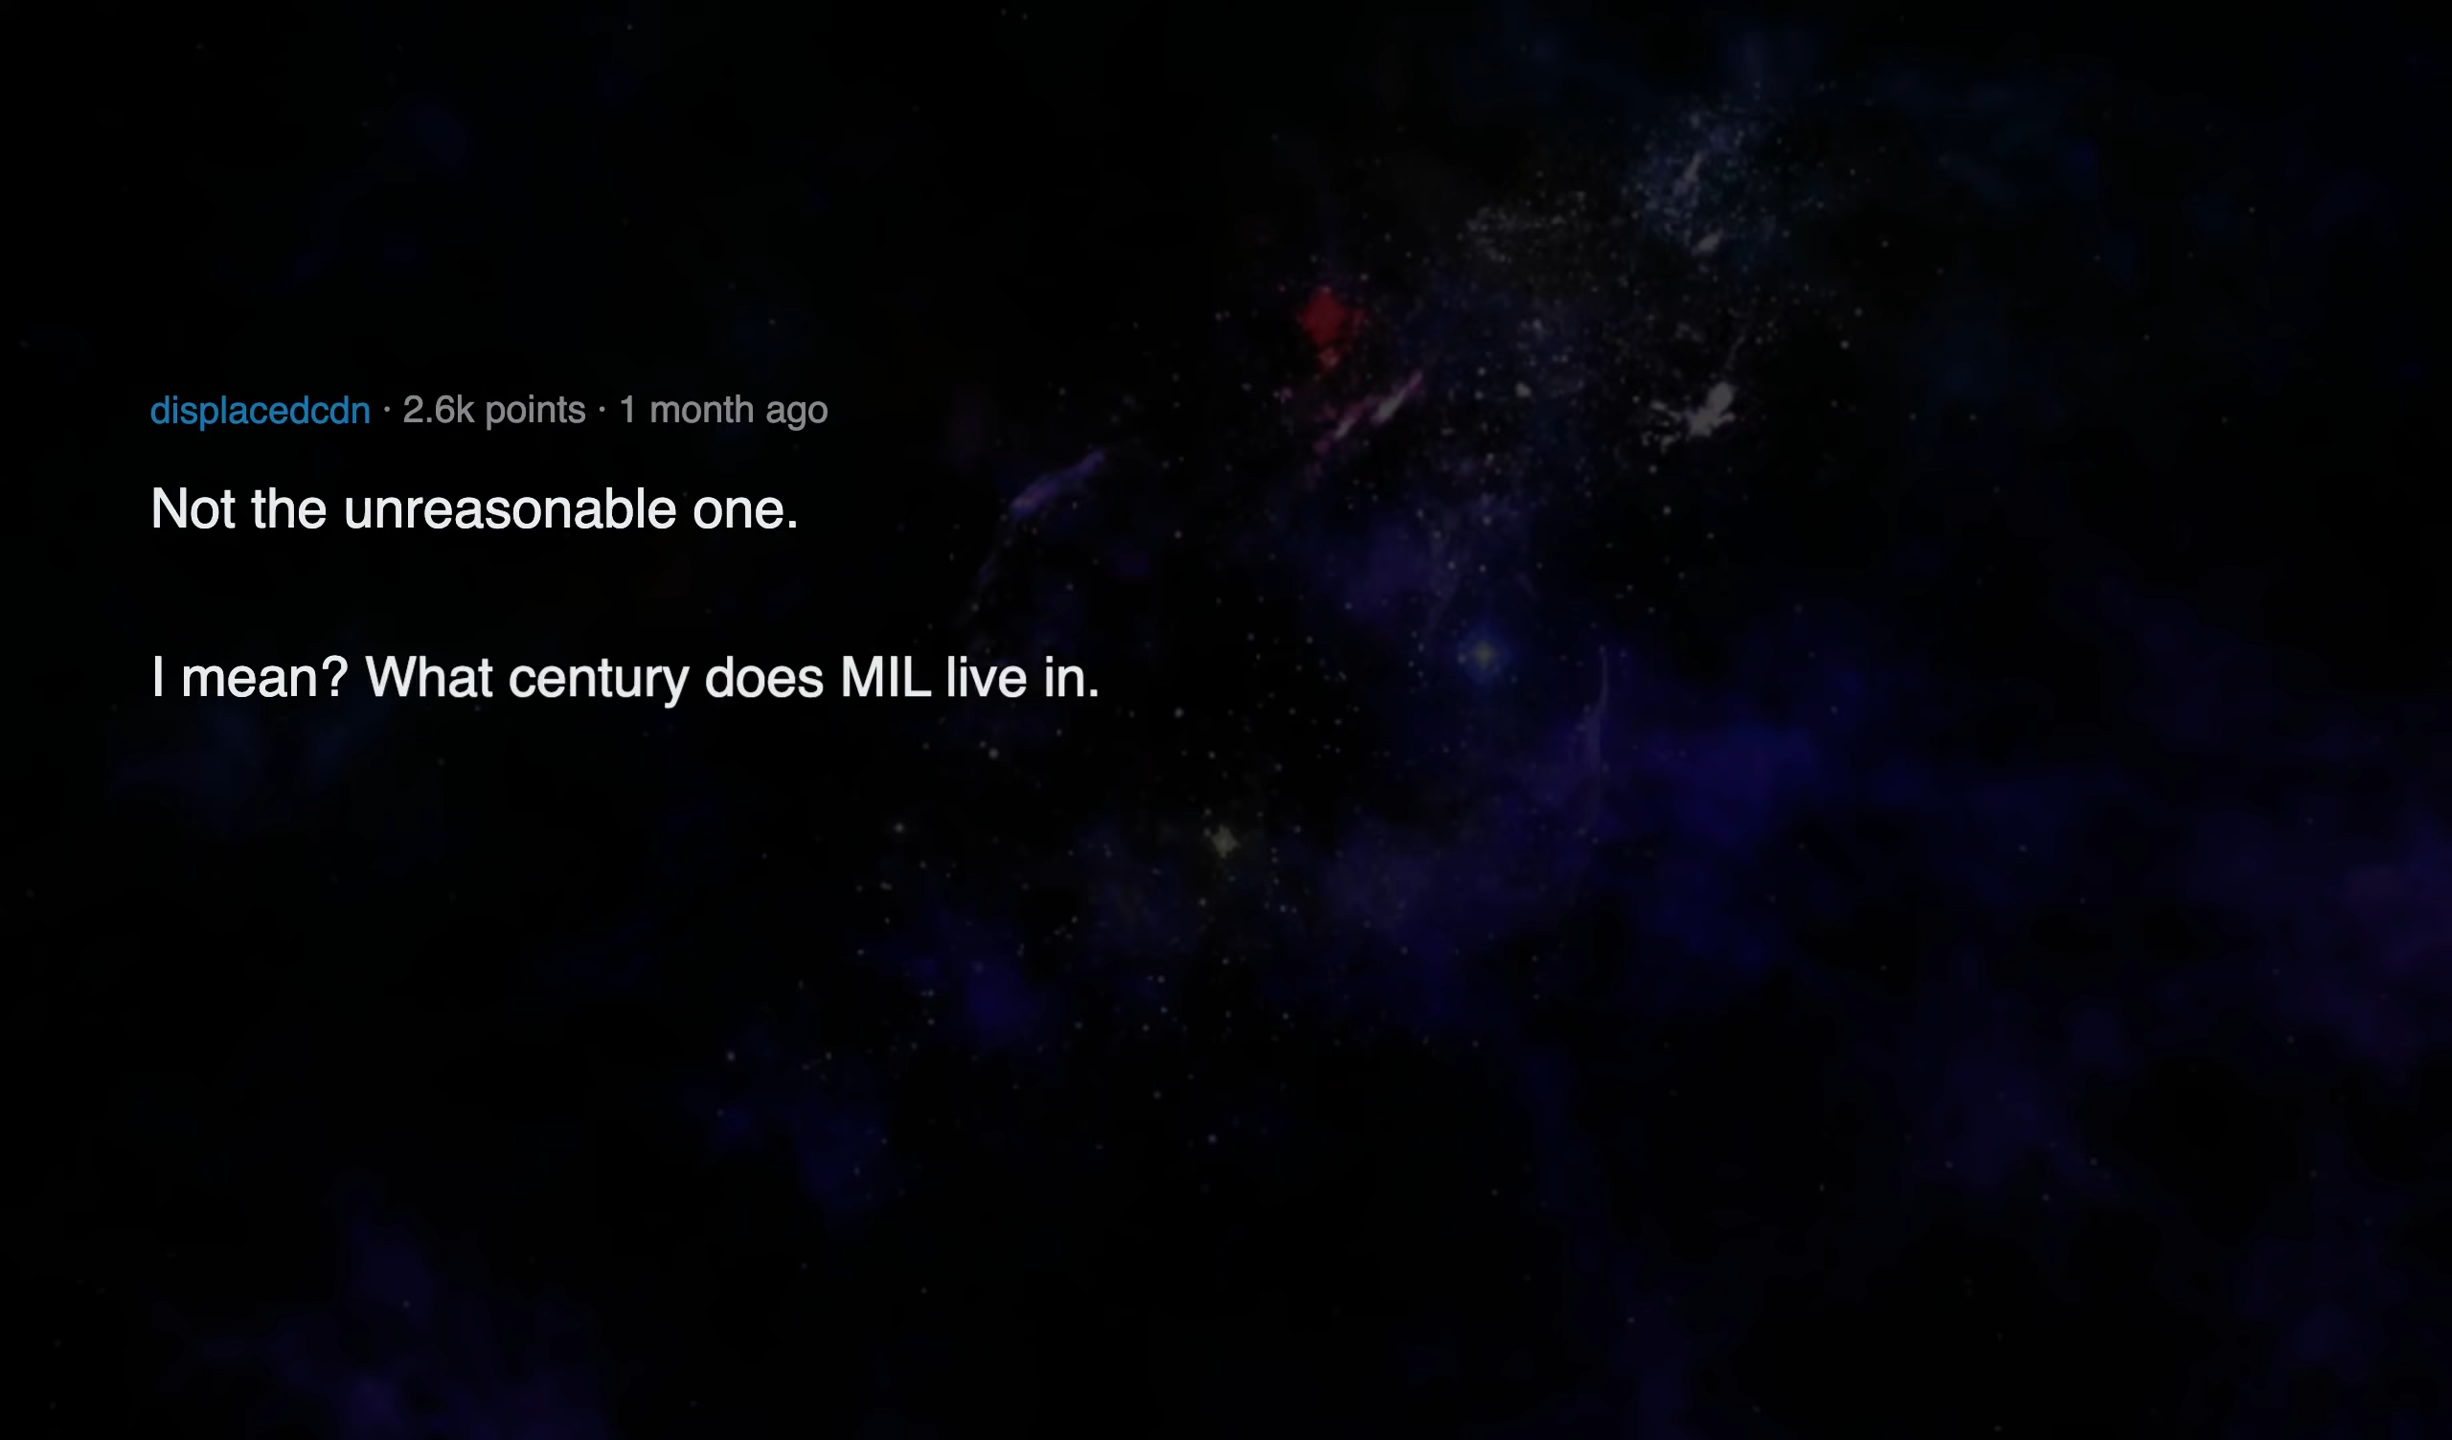 displacedcdn · 2.6k points · 1 month ago
Not the unreasonable one.
I mean? What century does MIL live in.